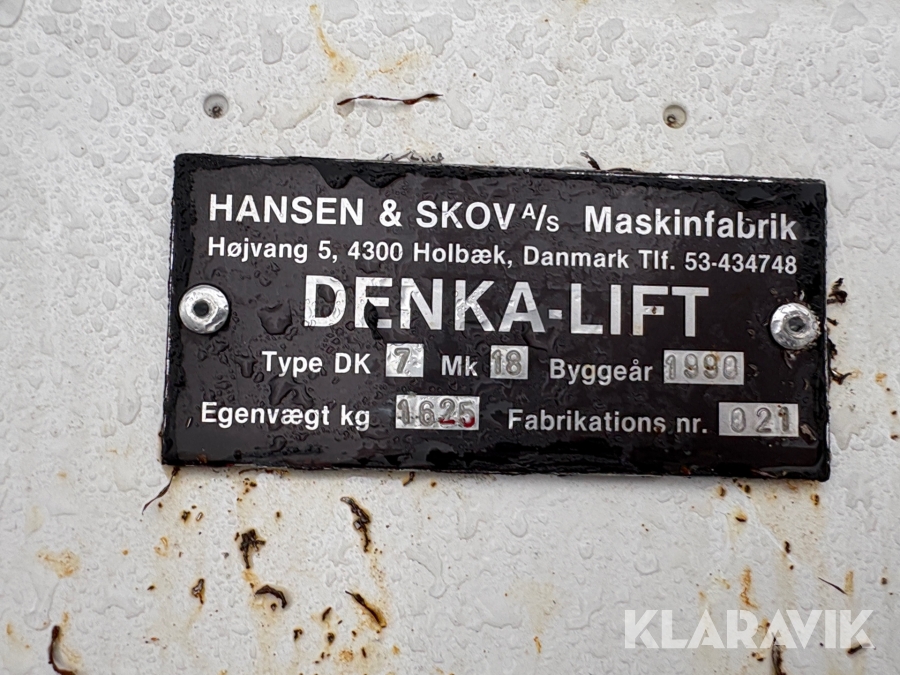 HANSEN & SKOV A/s Maskinfabrik
Højvang 5, 4300 Holbæk, Danmark Tlf. 53-434748
DENKA-LIFT
Type DK 7 Mk 18 Byggeår 1990
Egenvægt kg 1625 Fabrikations nr. 021
KLARAVIK